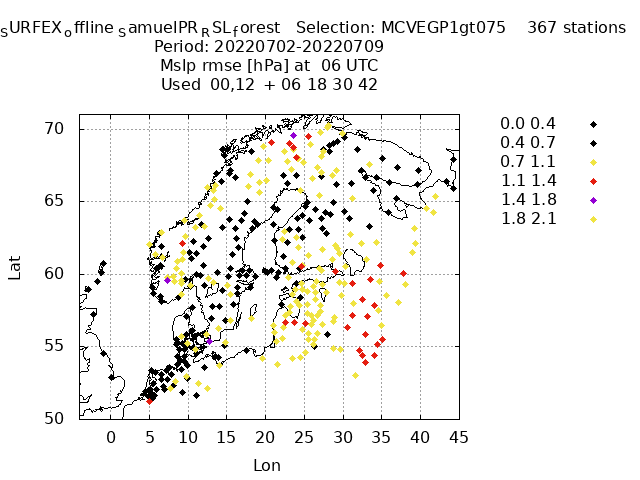 SURFEXoffline SamuelPRRSLforest Selection: MCVEGP1gt075 367 stations
Period: 20220702-20220709
Mslp rmse [hPa] at 06 UTC
Used 00,12 + 06 18 30 42
70
65
60
55
50
Lat
0 5 10 15 20 25 30 35 40 45
Lon
0.0 0.4
0.4 0.7
0.7 1.1
1.1 1.4
1.4 1.8
1.8 2.1